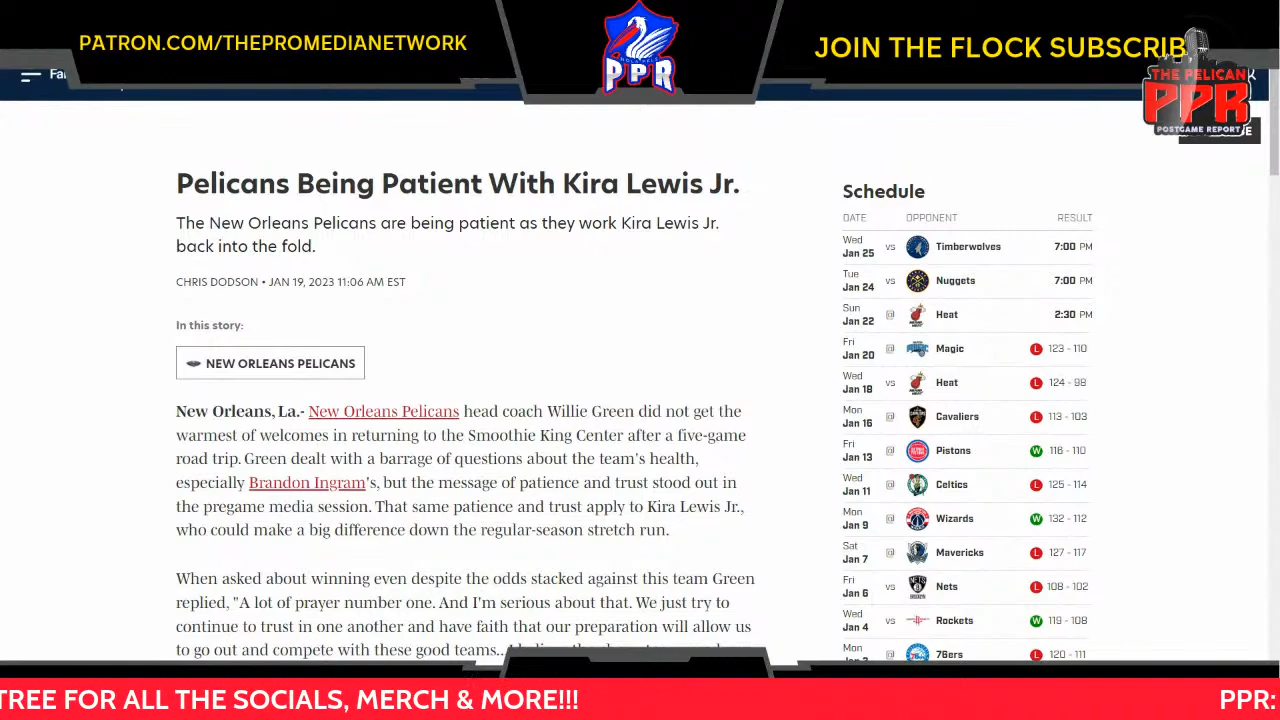 PATRON.COM/THEPROMEDIANETWORK
PPR
JOIN THE FLOCK SUBSCRIB
THE PELICAN
PPR
POSTGAME REPORT
Pelicans Being Patient With Kira Lewis Jr.
The New Orleans Pelicans are being patient as they work Kira Lewis Jr.
back into the fold.
CHRIS DODSON • JAN 19, 2023 11:06 AM EST
In this story:
NEW ORLEANS PELICANS
New Orleans, La.- New Orleans Pelicans head coach Willie Green did not get the
warmest of welcomes in returning to the Smoothie King Center after a five-game
road trip. Green dealt with a barrage of questions about the team's health,
especially Brandon Ingram's, but the message of patience and trust stood out in
the pregame media session. That same patience and trust apply to Kira Lewis Jr.,
who could make a big difference down the regular-season stretch run.
When asked about winning even despite the odds stacked against this team Green
replied, "A lot of prayer number one. And I'm serious about that. We just try to
continue to trust in one another and have faith that our preparation will allow us
to go out and compete with these good teams..
Schedule
DATE OPPONENT RESULT
Wed Jan 25 vs Timberwolves 7:00 PM
Tue Jan 24 vs Nuggets 7:00 PM
Sun Jan 22 @ Heat 2:30 PM
Fri Jan 20 @ Magic L 123 - 110
Wed Jan 18 vs Heat L 124 - 98
Mon Jan 16 @ Cavaliers L 113 - 103
Fri Jan 13 @ Pistons W 116 - 110
Wed Jan 11 @ Celtics L 125 - 114
Mon Jan 9 @ Wizards W 132 - 112
Sat Jan 7 @ Mavericks L 127 - 117
Fri Jan 6 vs Nets L 108 - 102
Wed Jan 4 vs Rockets W 119 - 108
Mon @ 76ers L 120 - 111
TREE FOR ALL THE SOCIALS, MERCH & MORE!!!
PPR: